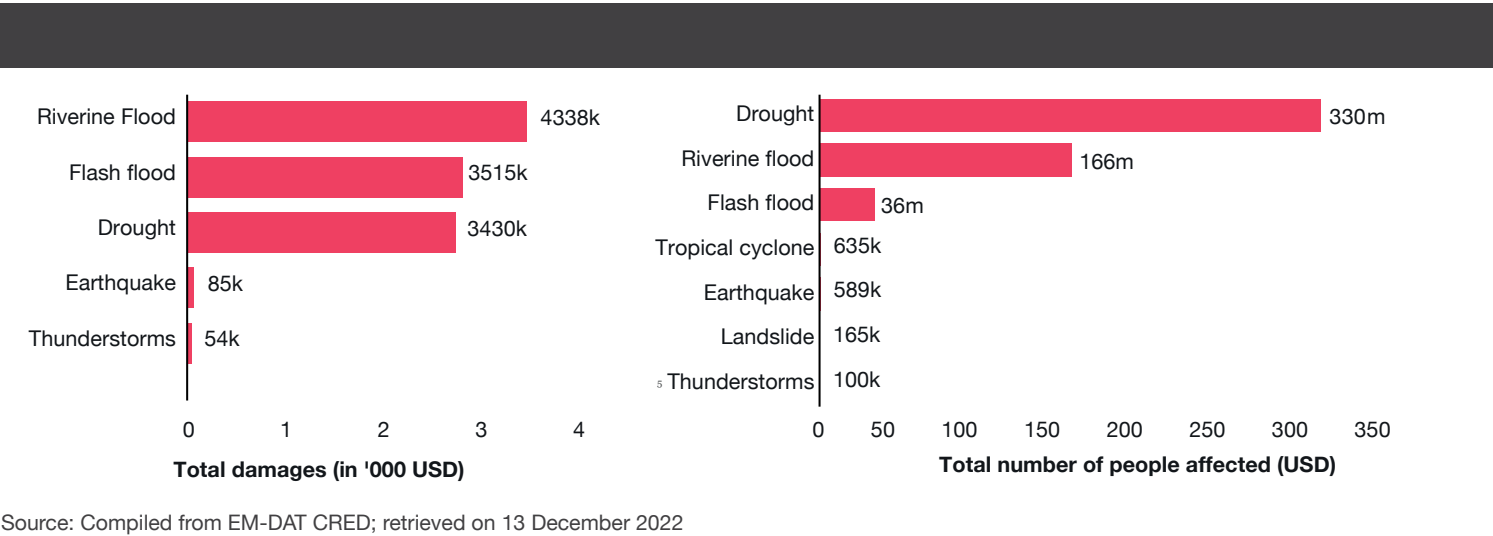 Riverine Flood
4338k
Flash flood
3515k
Drought
3430k
Earthquake
85k
Thunderstorms
54k
0 1 2 3 4
Total damages (in '000 USD)
Drought
330m
Riverine flood
166m
Flash flood
36m
Tropical cyclone
635k
Earthquake
589k
Landslide
165k
5 Thunderstorms
100k
0 50 100 150 200 250 300 350
Total number of people affected (USD)
Source: Compiled from EM-DAT CRED; retrieved on 13 December 2022